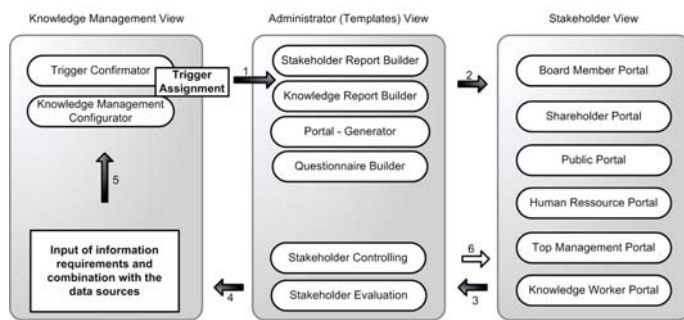 Knowledge Management View
Administrator (Templates) View
Stakeholder View
Trigger Confirmator
Trigger
Assignment
Knowledge Management
Configurator
5
Input of information
requirements and
combination with the
data sources
1
Stakeholder Report Builder
Knowledge Report Builder
Portal - Generator
Questionnaire Builder
Stakeholder Controlling
Stakeholder Evaluation
4
2
6
3
Board Member Portal
Shareholder Portal
Public Portal
Human Ressource Portal
Top Management Portal
Knowledge Worker Portal